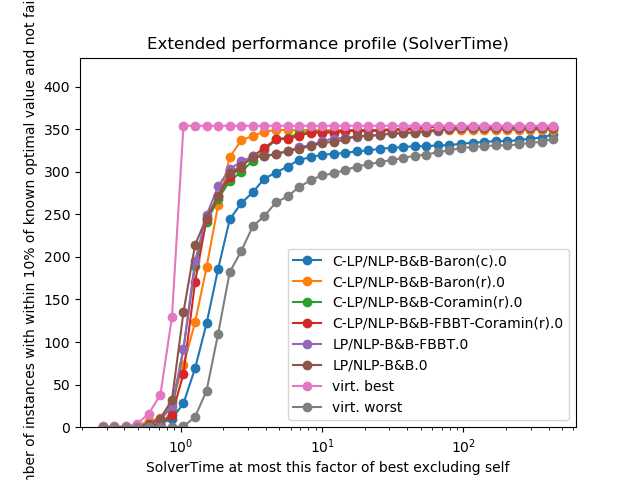 Extended performance profile (SolverTime)
of instances with within 10% of known optimal value and not
400
350
300
250
200
150
100
50
0
C-LP/NLP-B&B-Baron(c).0
C-LP/NLP-B&B-Baron(r).0
C-LP/NLP-B&B-Coramin(r).0
C-LP/NLP-B&B-FBBT-Coramin(r).0
LP/NLP-B&B-FBBT.0
LP/NLP-B&B.0
virt. best
virt. worst
10⁰ 10¹ 10²
SolverTime at most this factor of best excluding self